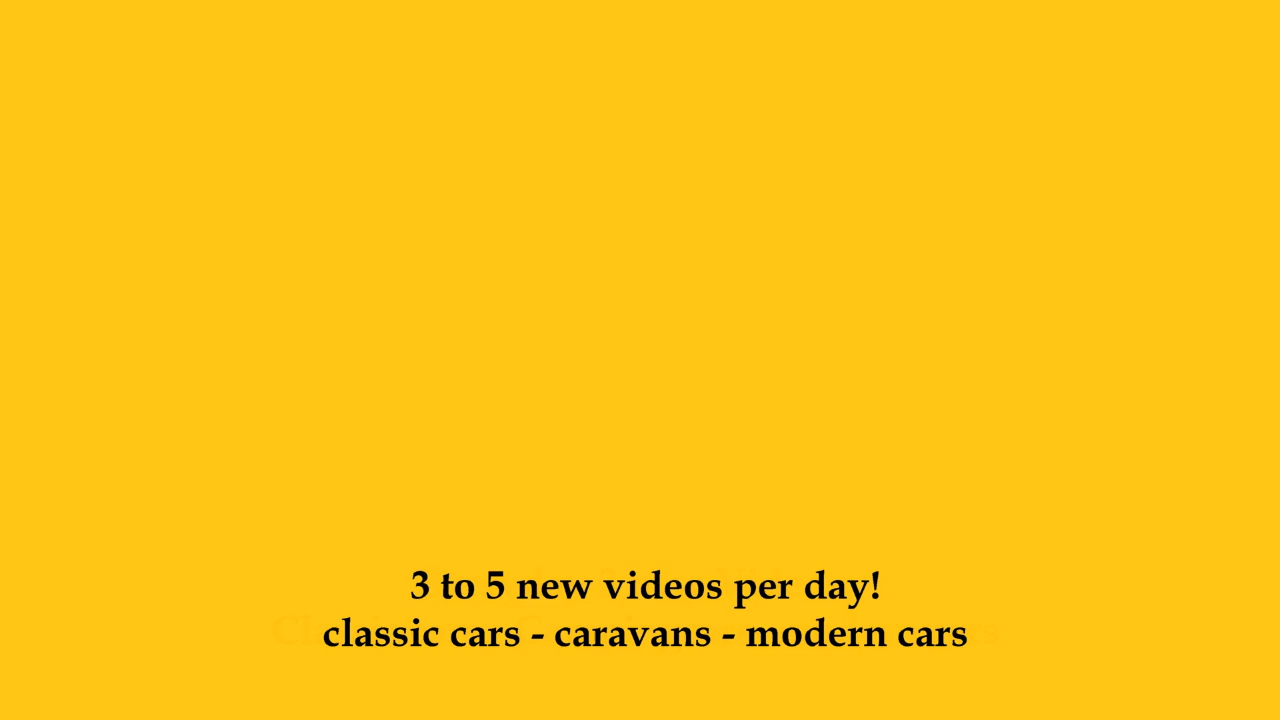 3 to 5 new videos per day!
classic cars - caravans - modern cars